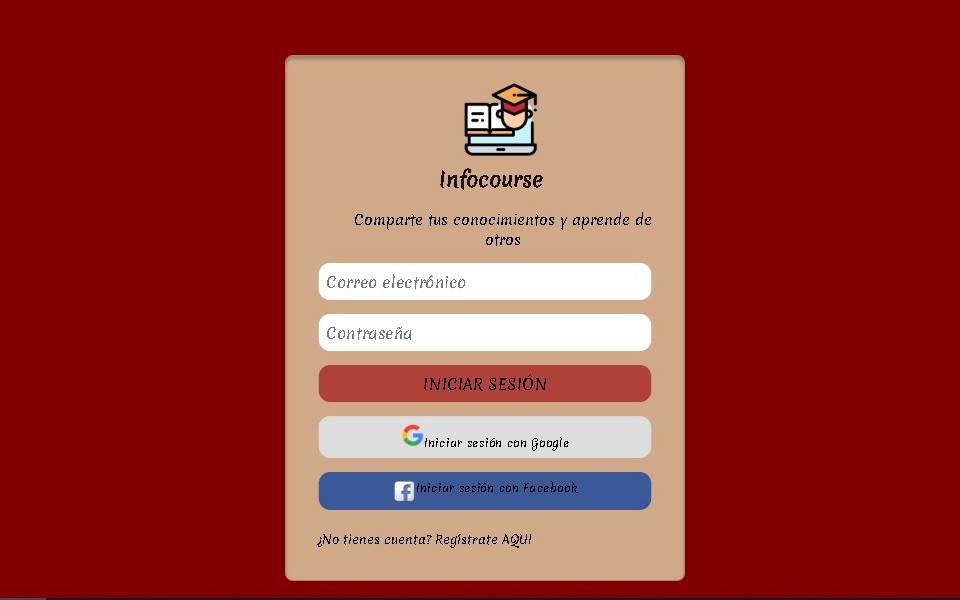 Infocourse
Comparte tus conocimientos y aprende de
otros
Correo electrónico
Contraseña
INICIAR SESIÓN
Iniciar sesión con Google
Iniciar sesión con Facebook
¿No tienes cuenta? Regístrate AQUI